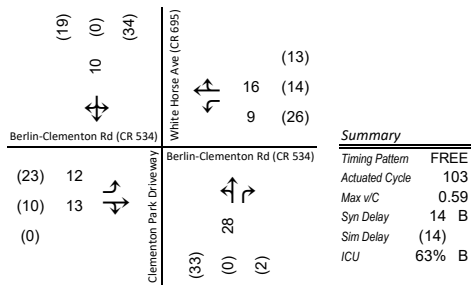 (19) (0) (34)
10
White Horse Ave (CR 695)
(13)
16 (14)
9 (26)
Berlin-Clementon Rd (CR 534)
Berlin-Clementon Rd (CR 534)
(23) 12
(10) 13
(0)
Clementon Park Driveway
28
(33) (0) (2)
Summary
Timing Pattern FREE
Actuated Cycle 103
Max v/C 0.59
Syn Delay 14 B
Sim Delay (14)
ICU 63% B